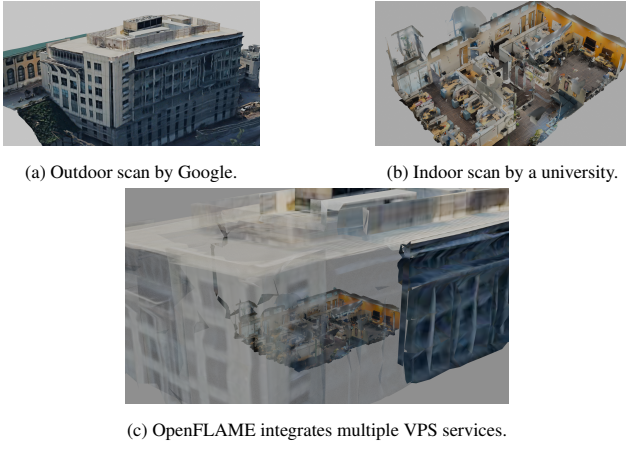 (a) Outdoor scan by Google.
(b) Indoor scan by a university.
(c) OpenFLAME integrates multiple VPS services.